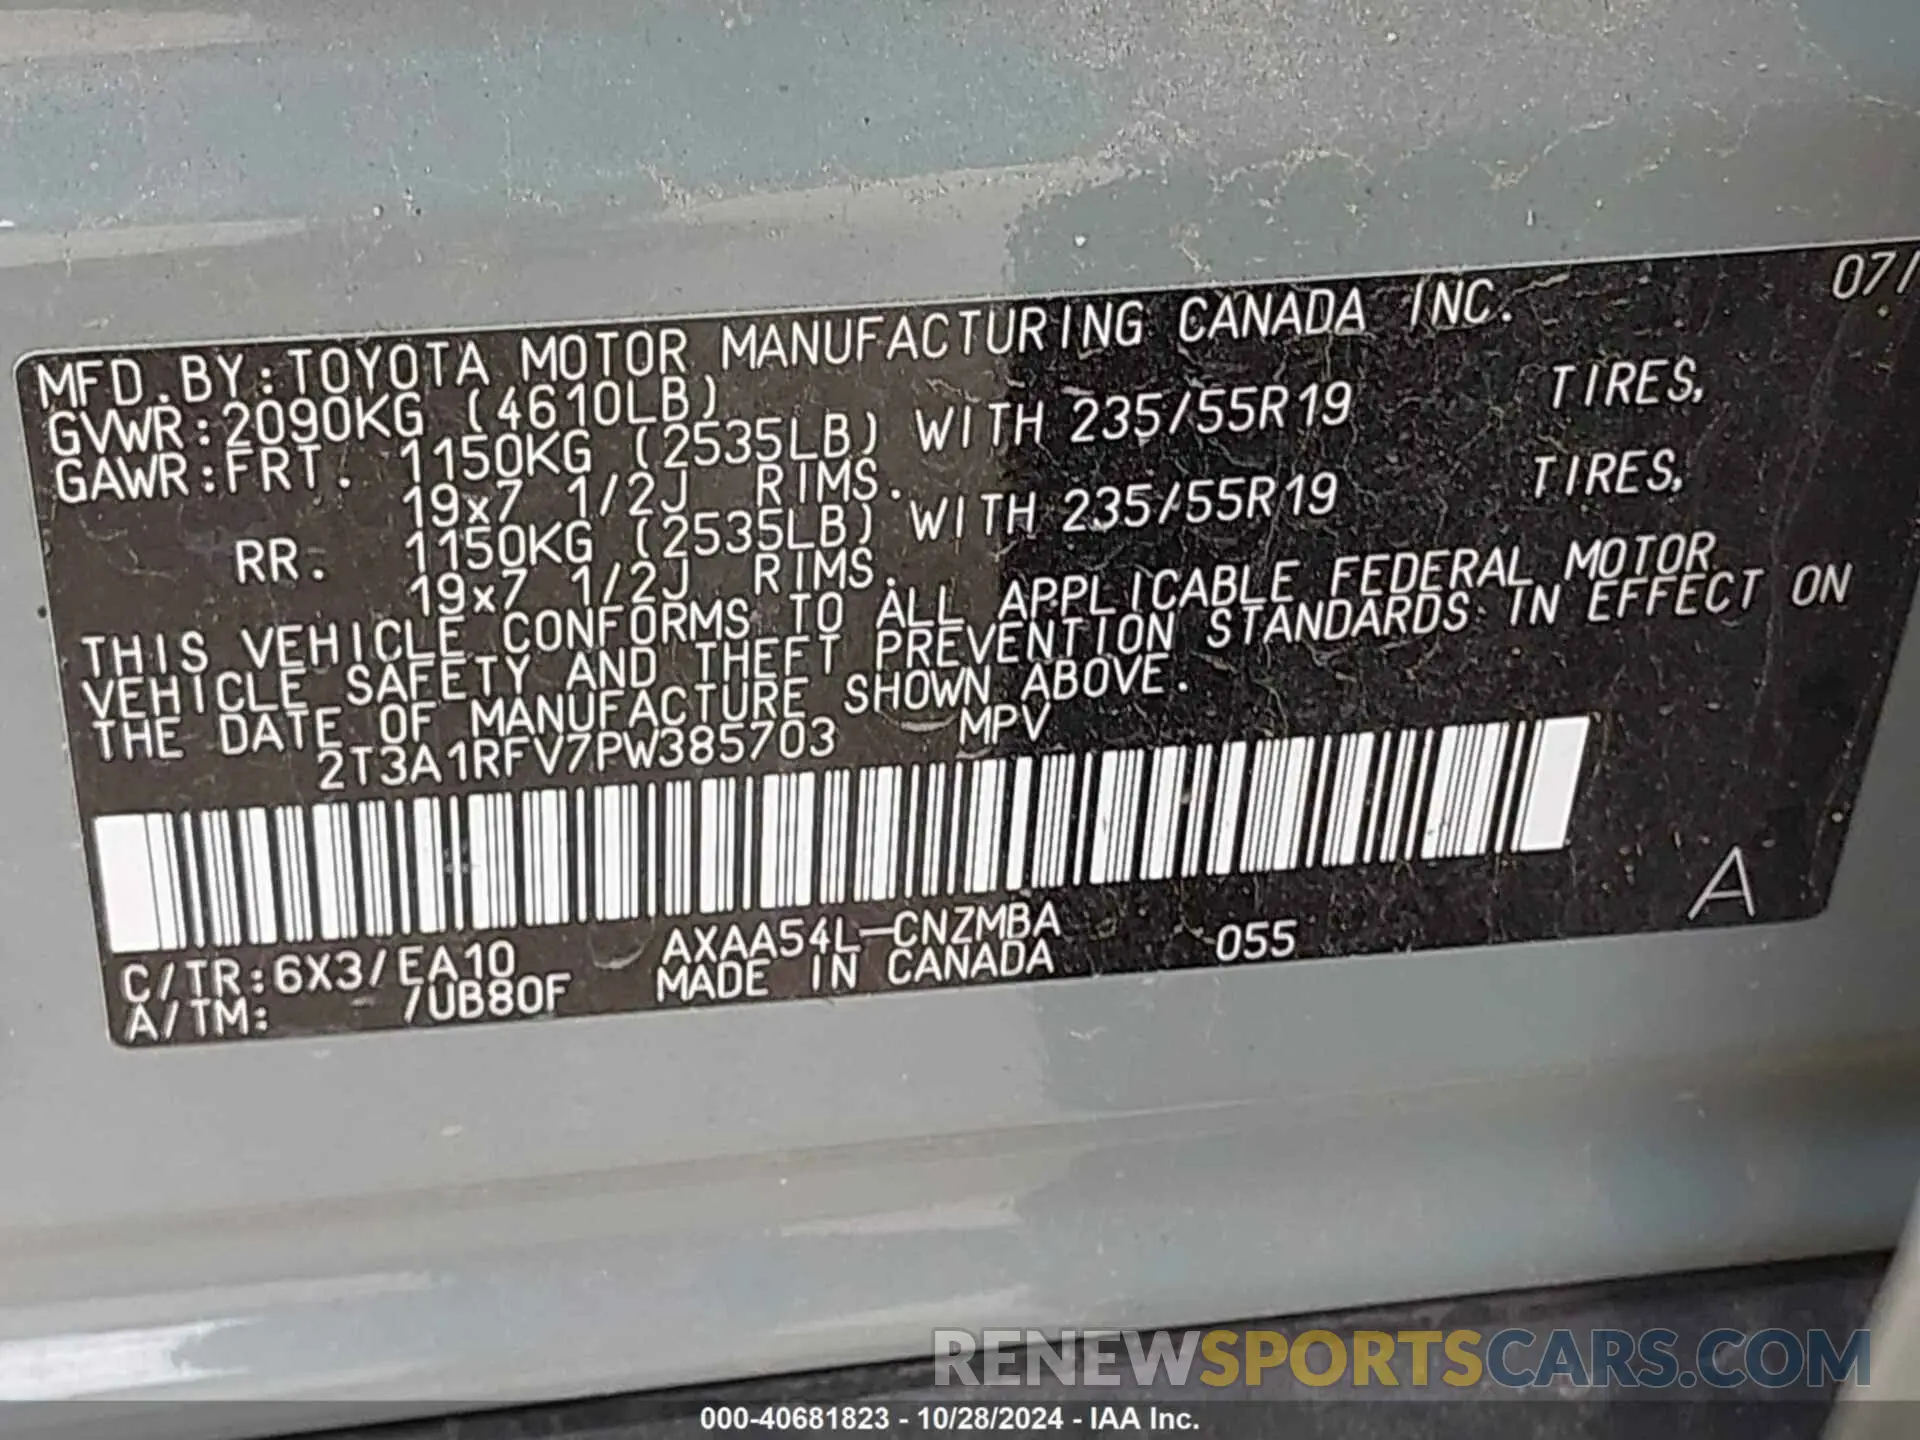 07/
MFD.BY:TOYOTA MOTOR MANUFACTURING CANADA INC.
GVWR:2090KG (4610LB)
GAWR:FRT. 1150KG (2535LB) WITH 235/55R19 TIRES,
19x7 1/2J RIMS.
RR. 1150KG (2535LB) WITH 235/55R19 TIRES,
19x7 1/2J RIMS.
THIS VEHICLE CONFORMS TO ALL APPLICABLE FEDERAL MOTOR
VEHICLE SAFETY AND THEFT PREVENTION STANDARDS IN EFFECT ON
THE DATE OF MANUFACTURE SHOWN ABOVE.
2T3A1RFV7PW385703 MPV
A
C/TR:6X3/EA10 AXAA54L-CNZMBA 055
A/TM: /UB80F MADE IN CANADA
RENEWSPORTSCARS.COM
000-40681823 - 10/28/2024 - IAA Inc.